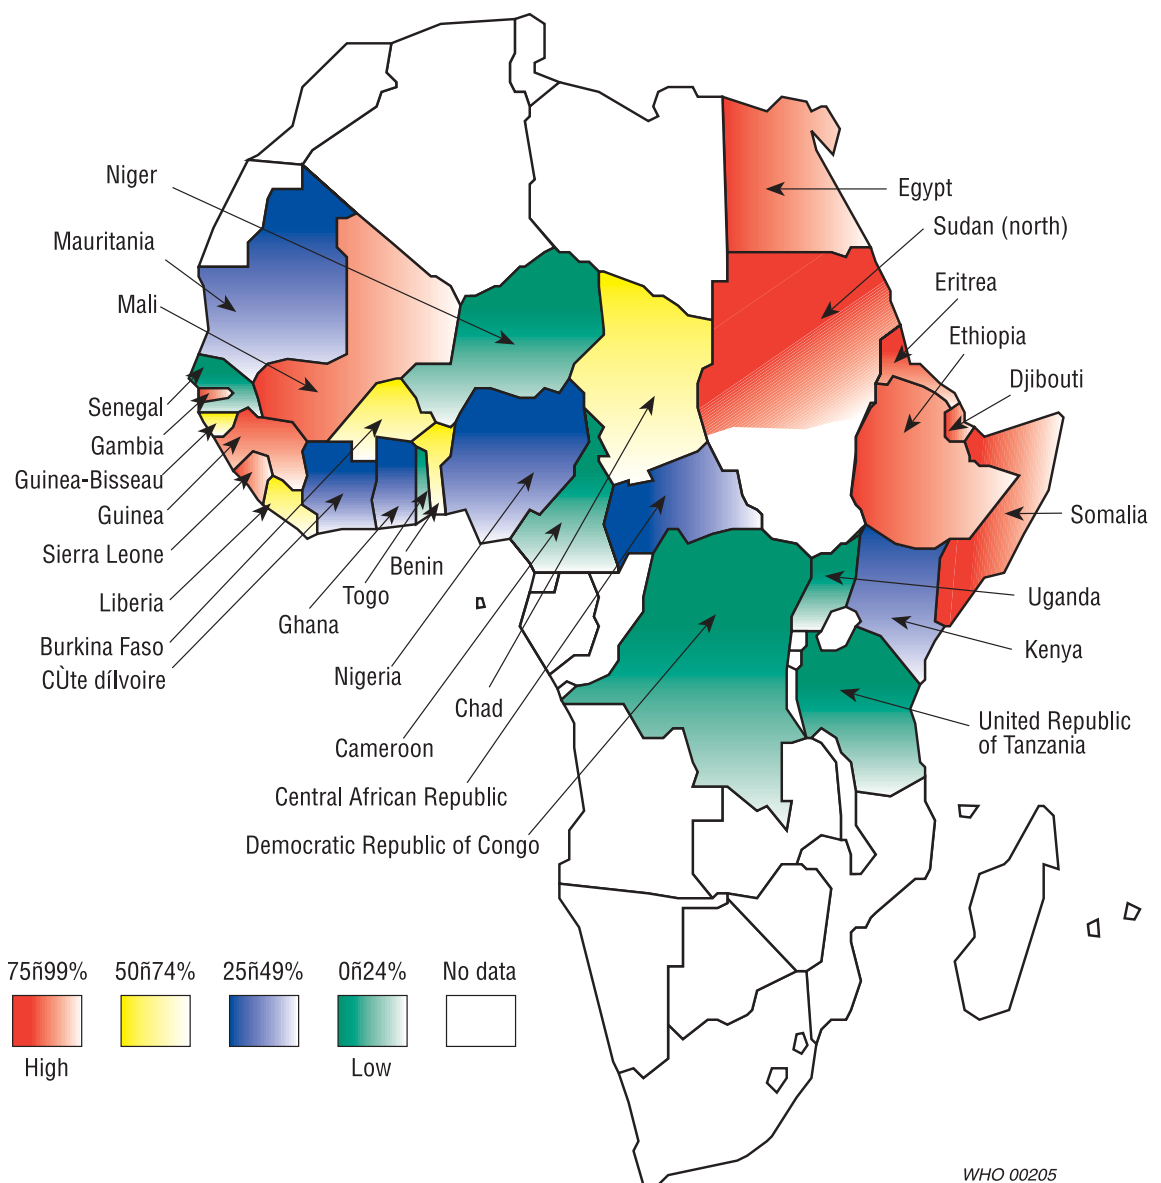 Niger
Mauritania
Mali
Senegal
Gambia
Guinea-Bisseau
Guinea
Sierra Leone
Liberia
Burkina Faso
CÙte dílvoire
Ghana
Togo
Benin
Nigeria
Cameroon
Chad
Central African Republic
Democratic Republic of Congo
Egypt
Sudan (north)
Eritrea
Ethiopia
Djibouti
Somalia
Uganda
Kenya
United Republic
of Tanzania
75ñ99% 50ñ74% 25ñ49% 0ñ24% No data
High Low
WHO 00205